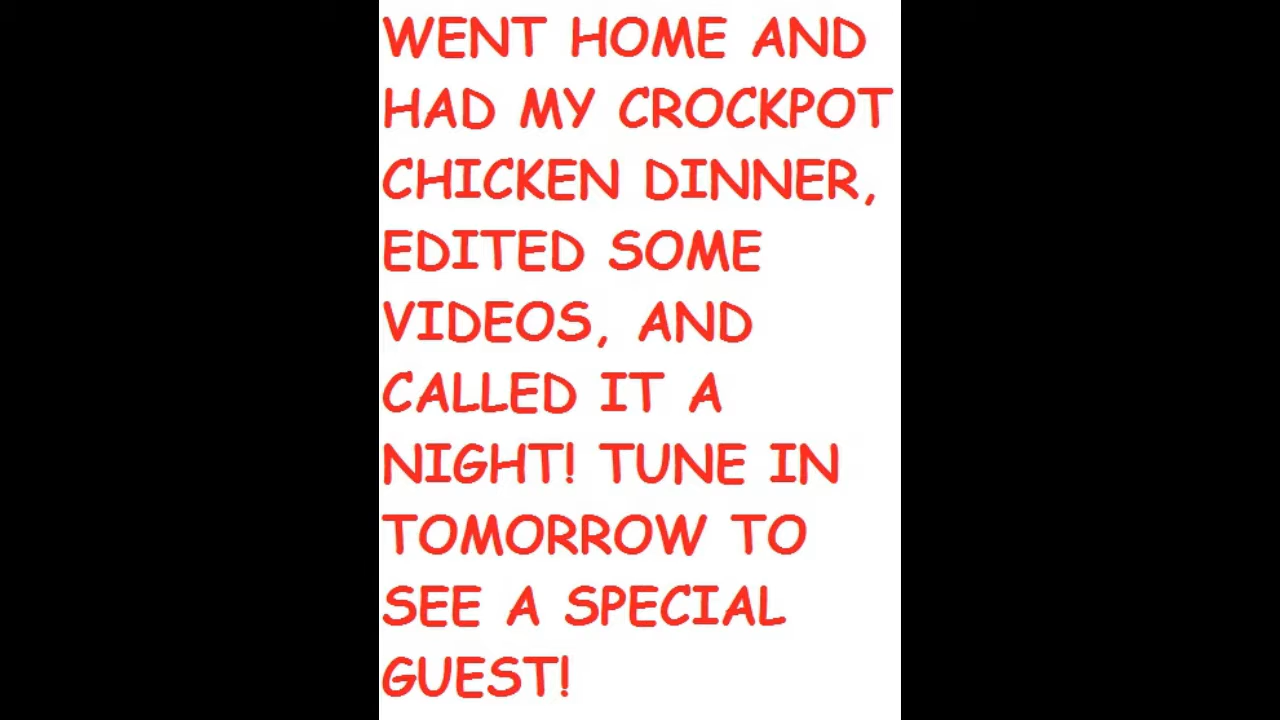 WENT HOME AND
HAD MY CROCKPOT
CHICKEN DINNER,
EDITED SOME
VIDEOS, AND
CALLED IT A
NIGHT! TUNE IN
TOMORROW TO
SEE A SPECIAL
GUEST!